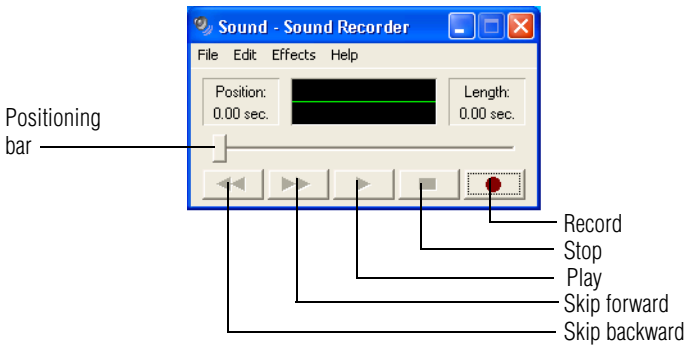 Sound - Sound Recorder
File Edit Effects Help
Position:
0.00 sec.
Length:
0.00 sec.
Positioning
bar
Record
Stop
Play
Skip forward
Skip backward